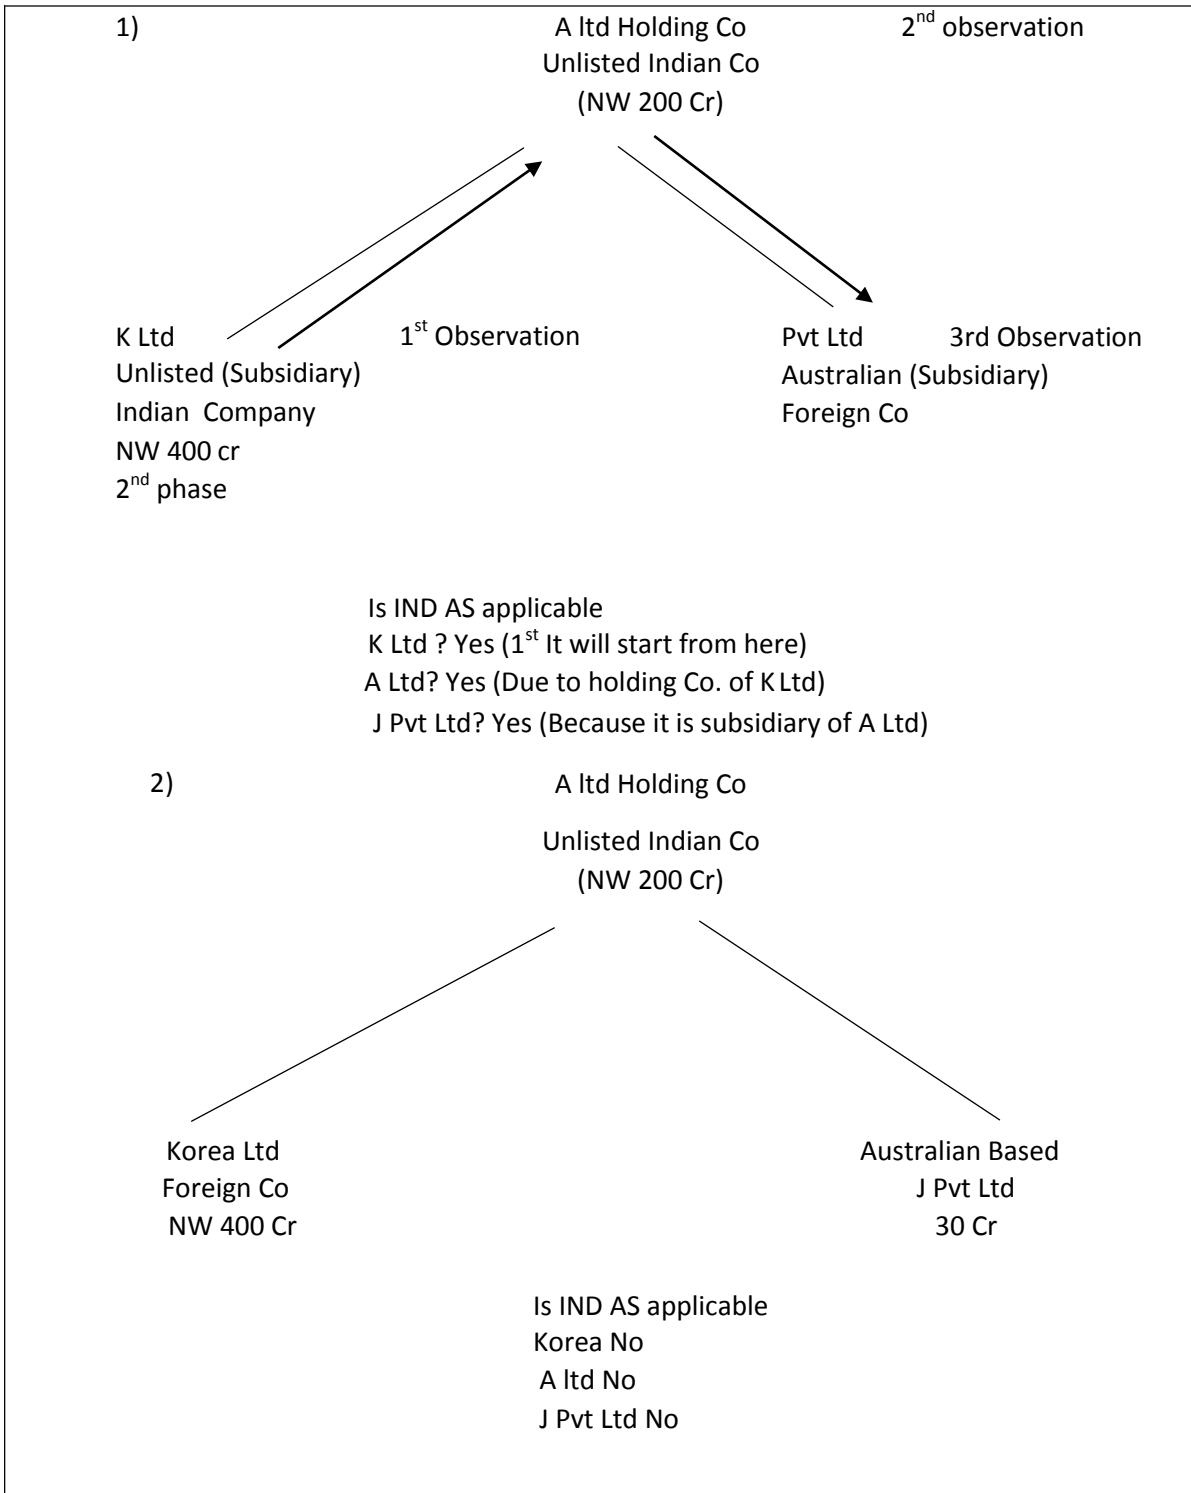 1) A ltd Holding Co 2nd observation
Unlisted Indian Co
(NW 200 Cr)
K Ltd 1st Observation Pvt Ltd 3rd Observation
Unlisted (Subsidiary) Australian (Subsidiary)
Indian Company Foreign Co
NW 400 cr
2nd phase
Is IND AS applicable
K Ltd ? Yes (1st It will start from here)
A Ltd? Yes (Due to holding Co. of K Ltd)
J Pvt Ltd? Yes (Because it is subsidiary of A Ltd)
2) A ltd Holding Co
Unlisted Indian Co
(NW 200 Cr)
Korea Ltd Australian Based
Foreign Co J Pvt Ltd
NW 400 Cr 30 Cr
Is IND AS applicable
Korea No
A ltd No
J Pvt Ltd No